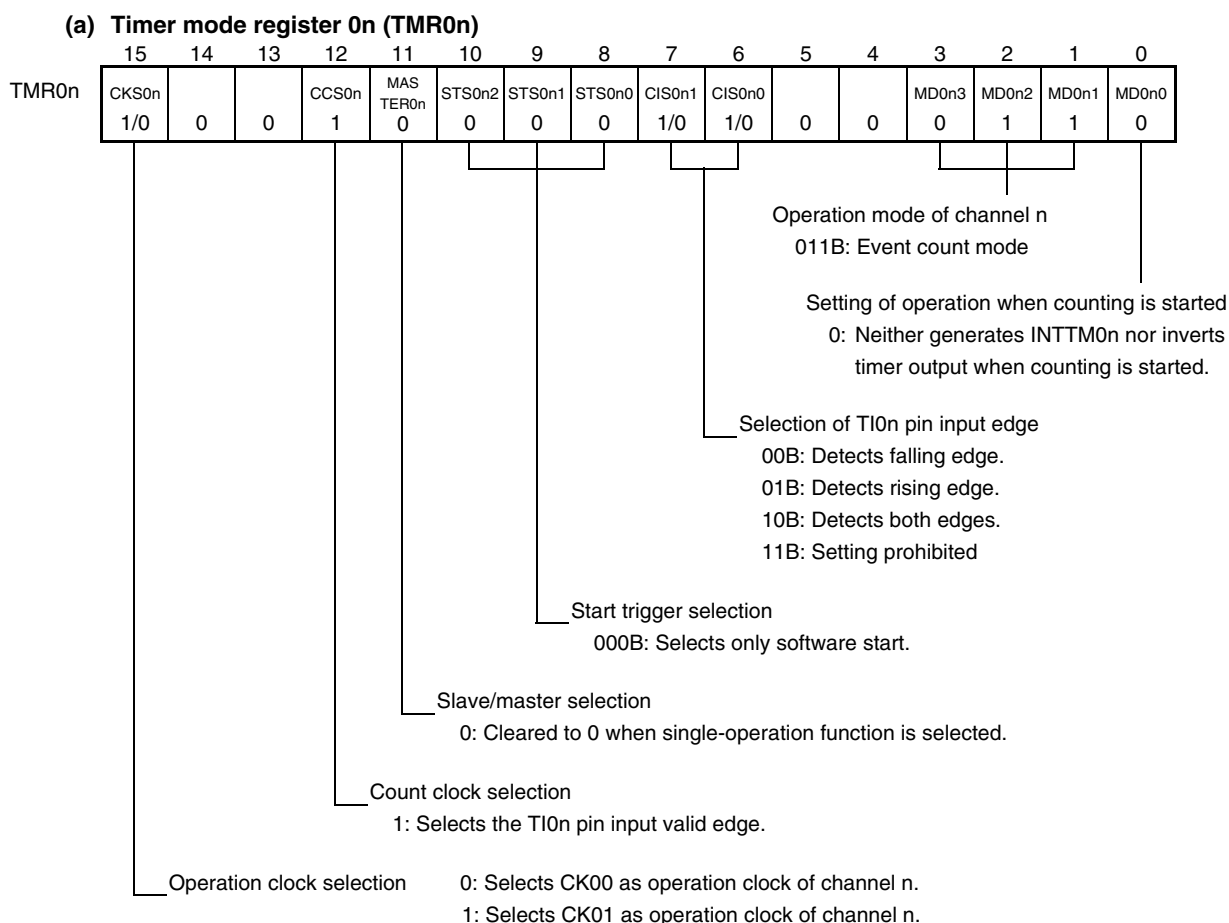 (a) Timer mode register 0n (TMR0n)
15 14 13 12 11 10 9 8 7 6 5 4 3 2 1 0
TMR0n CKS0n CCS0n MAS TER0n STS0n2 STS0n1 STS0n0 CIS0n1 CIS0n0 MD0n3 MD0n2 MD0n1 MD0n0
1/0 0 0 1 0 0 0 0 1/0 1/0 0 0 0 1 1 0
Operation mode of channel n
011B: Event count mode
Setting of operation when counting is started
0: Neither generates INTTM0n nor inverts
timer output when counting is started.
Selection of TI0n pin input edge
00B: Detects falling edge.
01B: Detects rising edge.
10B: Detects both edges.
11B: Setting prohibited
Start trigger selection
000B: Selects only software start.
Slave/master selection
0: Cleared to 0 when single-operation function is selected.
Count clock selection
1: Selects the TI0n pin input valid edge.
Operation clock selection 0: Selects CK00 as operation clock of channel n.
1: Selects CK01 as operation clock of channel n.